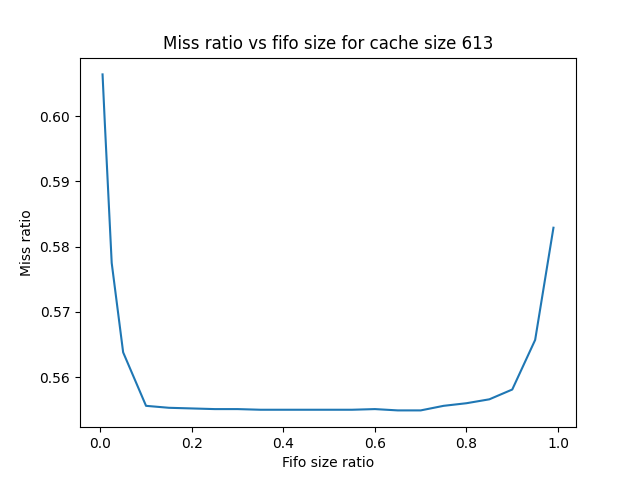 Miss ratio vs fifo size for cache size 613
Miss ratio
0.60
0.59
0.58
0.57
0.56
0.0 0.2 0.4 0.6 0.8 1.0
Fifo size ratio